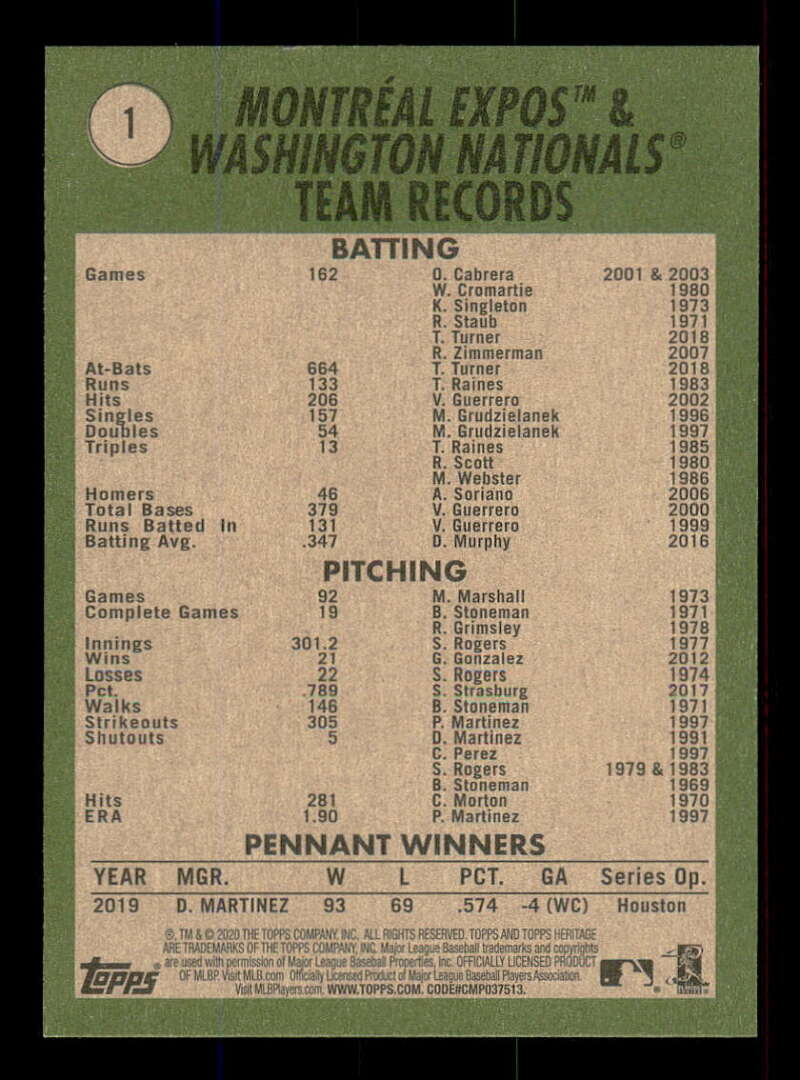 1
MONTRÉAL EXPOS™ &
WASHINGTON NATIONALS®
TEAM RECORDS
BATTING
Games 162 O. Cabrera 2001 & 2003
W. Cromartie 1980
K. Singleton 1973
R. Staub 1971
T. Turner 2018
R. Zimmerman 2007
At-Bats 664 T. Turner 2018
Runs 133 T. Raines 1983
Hits 206 V. Guerrero 2002
Singles 157 M. Grudzielanek 1996
Doubles 54 M. Grudzielanek 1997
Triples 13 T. Raines 1985
R. Scott 1980
M. Webster 1986
Homers 46 A. Soriano 2006
Total Bases 379 V. Guerrero 2000
Runs Batted In 131 V. Guerrero 1999
Batting Avg. .347 D. Murphy 2016
PITCHING
Games 92 M. Marshall 1973
Complete Games 19 B. Stoneman 1971
R. Grimsley 1978
Innings 301.2 S. Rogers 1977
Wins 21 G. Gonzalez 2012
Losses 22 S. Rogers 1974
Pct. .789 S. Strasburg 2017
Walks 146 B. Stoneman 1971
Strikeouts 305 P. Martinez 1997
Shutouts 5 D. Martinez 1991
C. Perez 1997
S. Rogers 1979 & 1983
B. Stoneman 1969
Hits 281 C. Morton 1970
ERA 1.90 P. Martinez 1997
PENNANT WINNERS
YEAR MGR. W L PCT. GA Series Op.
2019 D. MARTINEZ 93 69 .574 -4 (WC) Houston
®, TM & © 2020 THE TOPPS COMPANY, INC. ALL RIGHTS RESERVED. TOPPS AND TOPPS HERITAGE
ARE TRADEMARKS OF THE TOPPS COMPANY, INC. Major League Baseball trademarks and copyrights
are used with permission of Major League Baseball Properties, Inc. OFFICIALLY LICENSED PRODUCT
OF MLBP. Visit MLB.com Officially Licensed Product of Major League Baseball Players Association.
Visit MLBPlayers.com. WWW.TOPPS.COM. CODE#CMP037513.
topps®